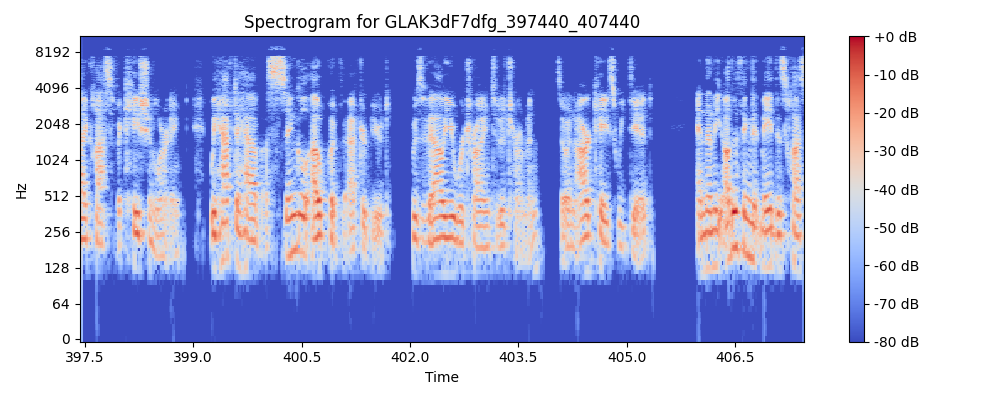 Spectrogram for GLAK3dF7dfg_397440_407440
8192
4096
2048
1024
512
256
128
64
0
Hz
397.5 399.0 400.5 402.0 403.5 405.0 406.5
Time
+0 dB
-10 dB
-20 dB
-30 dB
-40 dB
-50 dB
-60 dB
-70 dB
-80 dB